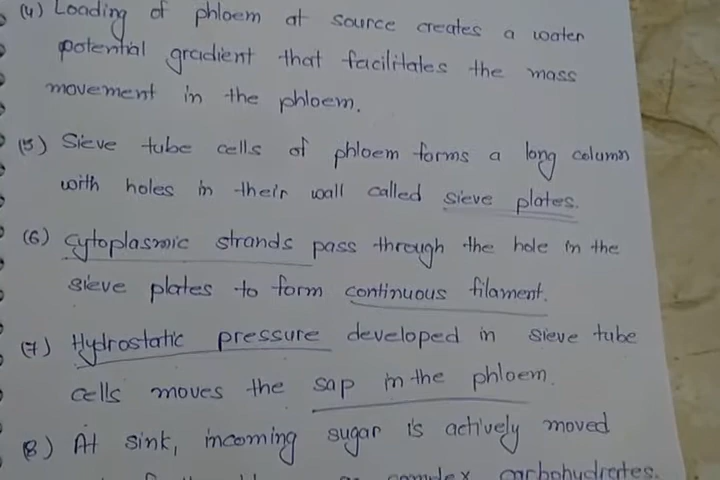 (4) Loading of phloem at source creates a water
potential gradient that facilitates the mass
movement in the phloem.
(5) Sieve tube cells of phloem forms a long column
with holes in their wall called sieve plates.
(6) Cytoplasmic strands pass through the hole in the
sieve plates to form continuous filament.
(7) Hydrostatic pressure developed in sieve tube
cells moves the sap in the phloem.
(8) At sink, incoming sugar is actively moved
complex carbohydrates.